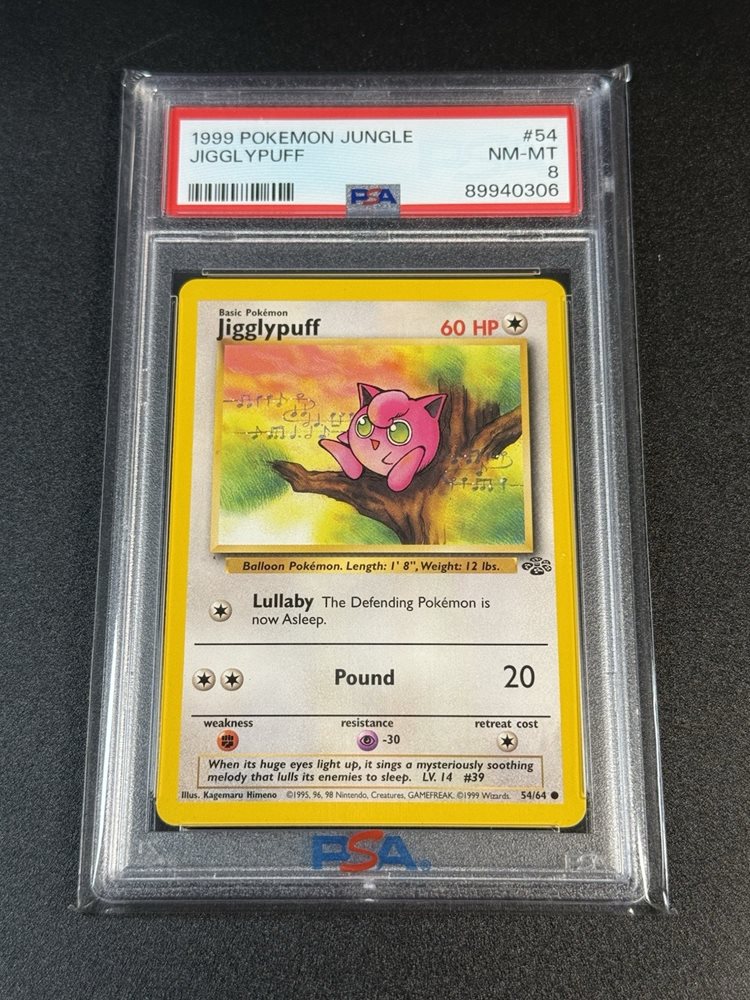 1999 POKEMON JUNGLE #54
JIGGLYPUFF NM-MT
8
PSA 89940306
Basic Pokémon
Jigglypuff 60 HP
Balloon Pokémon. Length: 1' 8", Weight: 12 lbs.
Lullaby The Defending Pokémon is
now Asleep.
Pound 20
weakness resistance retreat cost
-30
When its huge eyes light up, it sings a mysteriously soothing
melody that lulls its enemies to sleep. LV. 14 #39
Illus. Kagemaru Himeno ©1995, 96, 98 Nintendo, Creatures, GAMEFREAK. ©1999 Wizards. 54/64
PSA®